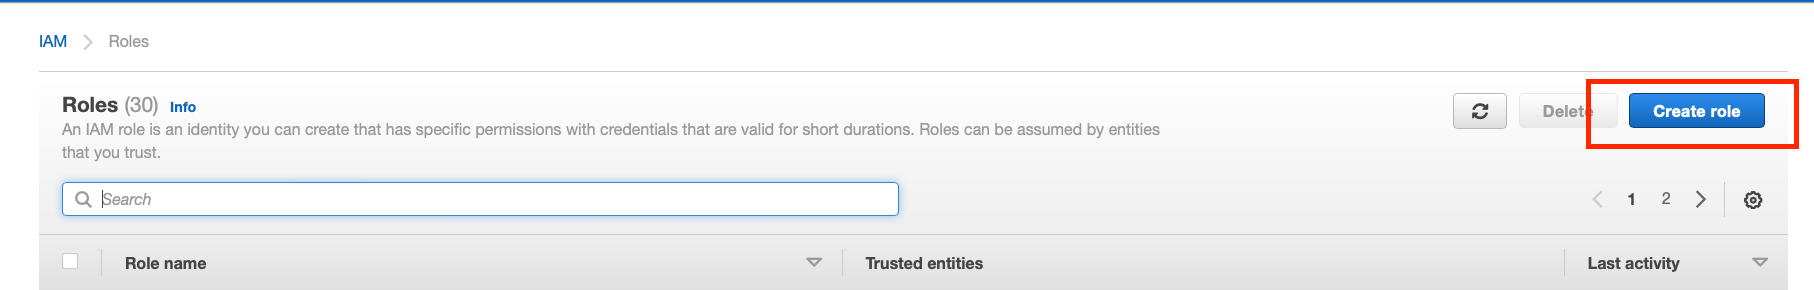 IAM > Roles
Roles (30) Info
An IAM role is an identity you can create that has specific permissions with credentials that are valid for short durations. Roles can be assumed by entities
that you trust.
Delete
Create role
Search
1 2
Role name
Trusted entities
Last activity